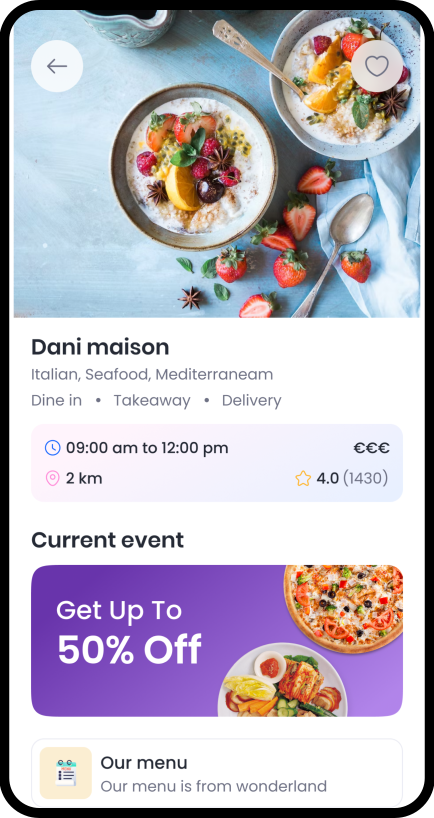 Dani maison
Italian, Seafood, Mediterraneam
Dine in • Takeaway • Delivery
09:00 am to 12:00 pm €€€
2 km 4.0 (1430)
Current event
Get Up To
50% Off
Our menu
Our menu is from wonderland